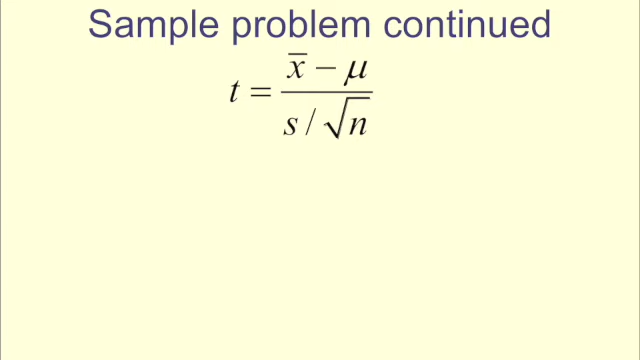 Sample problem continued
t = (x̄ − μ) / (s / √n)